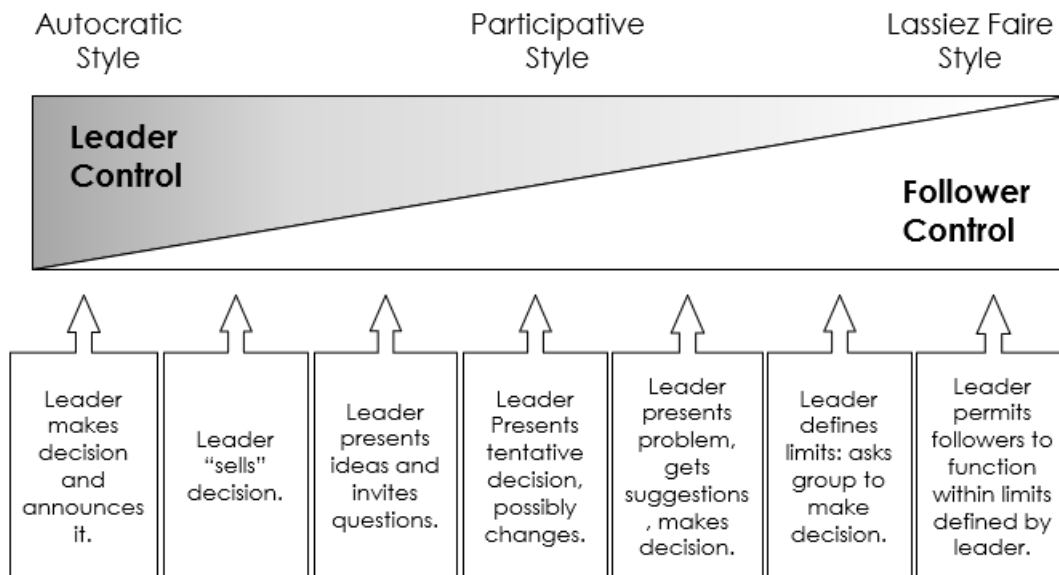 Autocratic
Style
Participative
Style
Lassiez Faire
Style
Leader
Control
Follower
Control
Leader
makes
decision
and
announces
it.
Leader
“sells”
decision.
Leader
presents
ideas and
invites
questions.
Leader
Presents
tentative
decision,
possibly
changes.
Leader
presents
problem,
gets
suggestions
, makes
decision.
Leader
defines
limits: asks
group to
make
decision.
Leader
permits
followers to
function
within limits
defined by
leader.